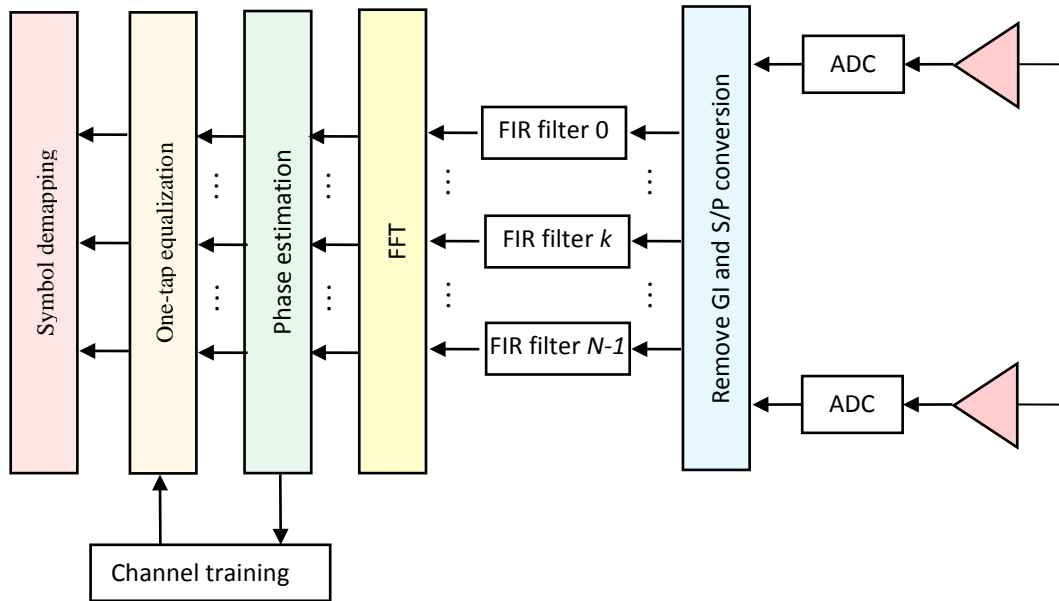 Symbol demapping
One-tap equalization
Phase estimation
FFT
FIR filter 0
FIR filter k
FIR filter N-1
Remove GI and S/P conversion
ADC
ADC
Channel training